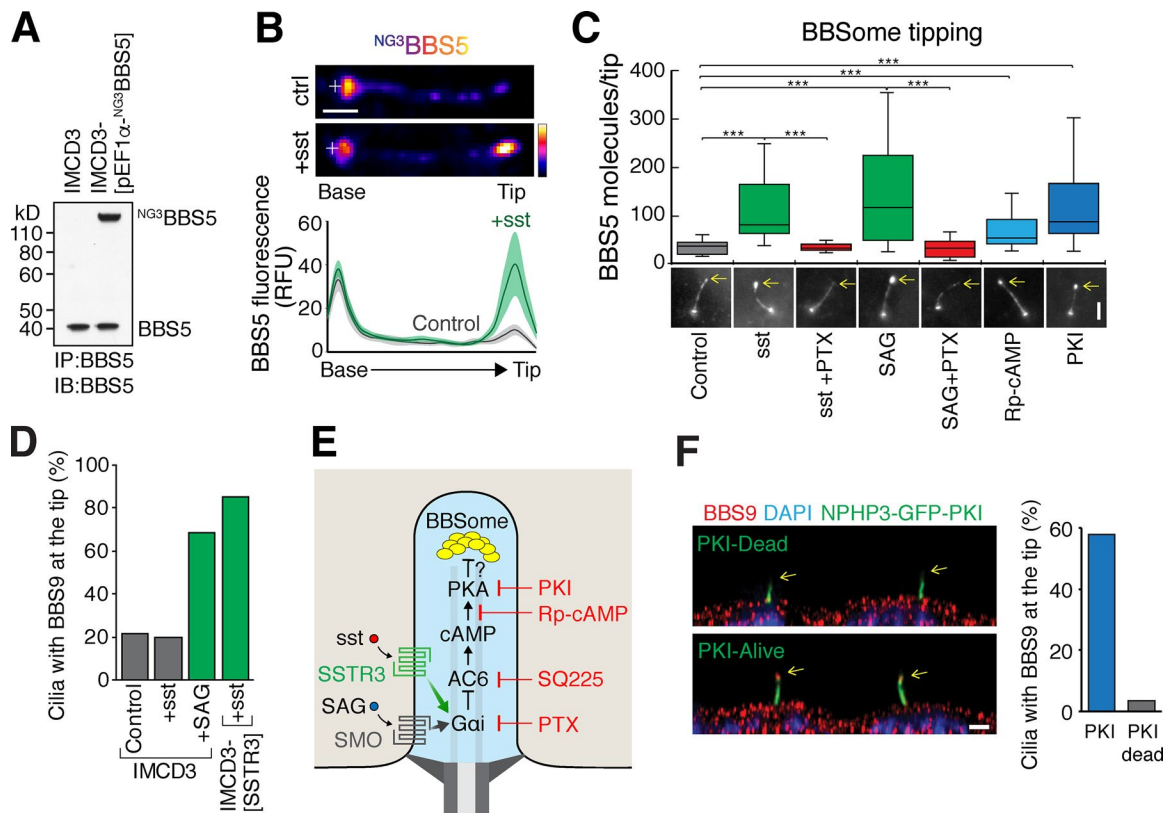 A
IMCD3
IMCD3-
[pEF1α-NG3BBS5]
kD
110
80
60
50
40
NG3BBS5
BBS5
IP:BBS5
IB:BBS5
B
NG3BBS5
ctrl
+sst
Base
Tip
BBS5 fluorescence
(RFU)
60
40
20
0
+sst
Control
Base
Tip
C
BBSome tipping
BBS5 molecules/tip
400
300
200
100
0
***
***
***
***
***
***
Control
sst
sst +PTX
SAG
SAG+PTX
Rp-cAMP
PKI
D
Cilia with BBS9 at the tip (%)
100
80
60
40
20
0
Control
+sst
+SAG
+sst
IMCD3
IMCD3-
[SSTR3]
E
BBSome
?
PKA
PKI
Rp-cAMP
cAMP
sst
SSTR3
AC6
SQ225
SAG
Gαi
PTX
SMO
F
BBS9 DAPI NPHP3-GFP-PKI
PKI-Dead
PKI-Alive
Cilia with BBS9 at the tip (%)
60
40
20
0
PKI
PKI
dead